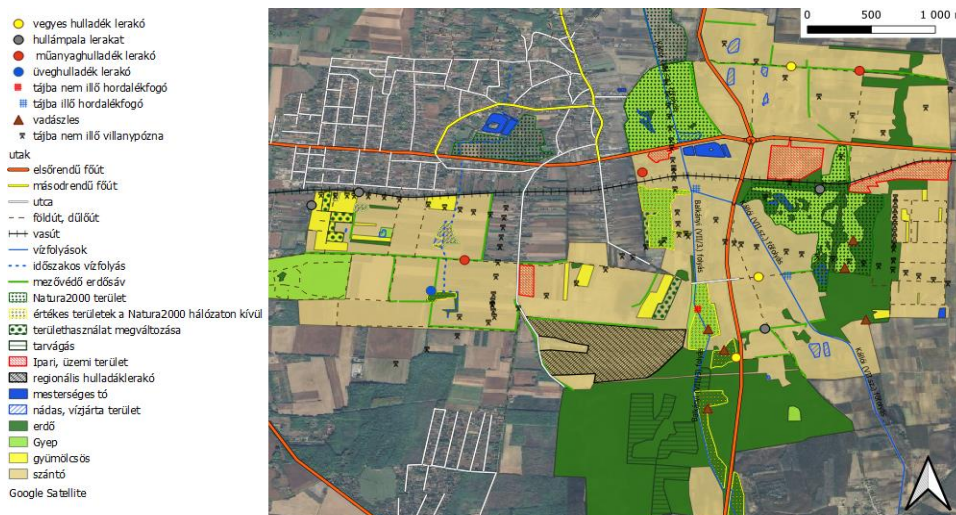 vegyes hulladék lerakó
hullámpala lerakat
műanyaghulladék lerakó
üveghulladék lerakó
tájba nem illő hordalékfogó
tájba illő hordalékfogó
vadászles
tájba nem illő villanypózna
utak
elsőrendű főút
másodrendű főút
utca
földút, dűlőút
vasút
vízfolyások
időszakos vízfolyás
mezővédő erdősáv
Natura2000 terület
értékes területek a Natura2000 hálózaton kívül
területhasználat megváltozása
tarvágás
Ipari, üzemi terület
regionális hulladáklerakó
mesterséges tó
nádas, vízjárta terület
erdő
Gyep
gyümölcsös
szántó
Google Satellite
0 500 1 000